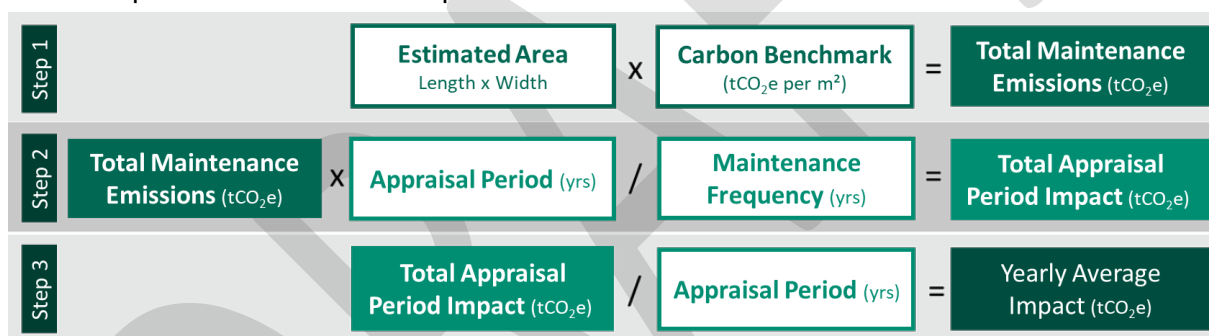 Step 1
Estimated Area
Length x Width
x
Carbon Benchmark
(tCO₂e per m²)
=
Total Maintenance
Emissions (tCO₂e)
Step 2
Total Maintenance
Emissions (tCO₂e)
x
Appraisal Period (yrs)
/
Maintenance
Frequency (yrs)
=
Total Appraisal
Period Impact (tCO₂e)
Step 3
Total Appraisal
Period Impact (tCO₂e)
/
Appraisal Period (yrs)
=
Yearly Average
Impact (tCO₂e)